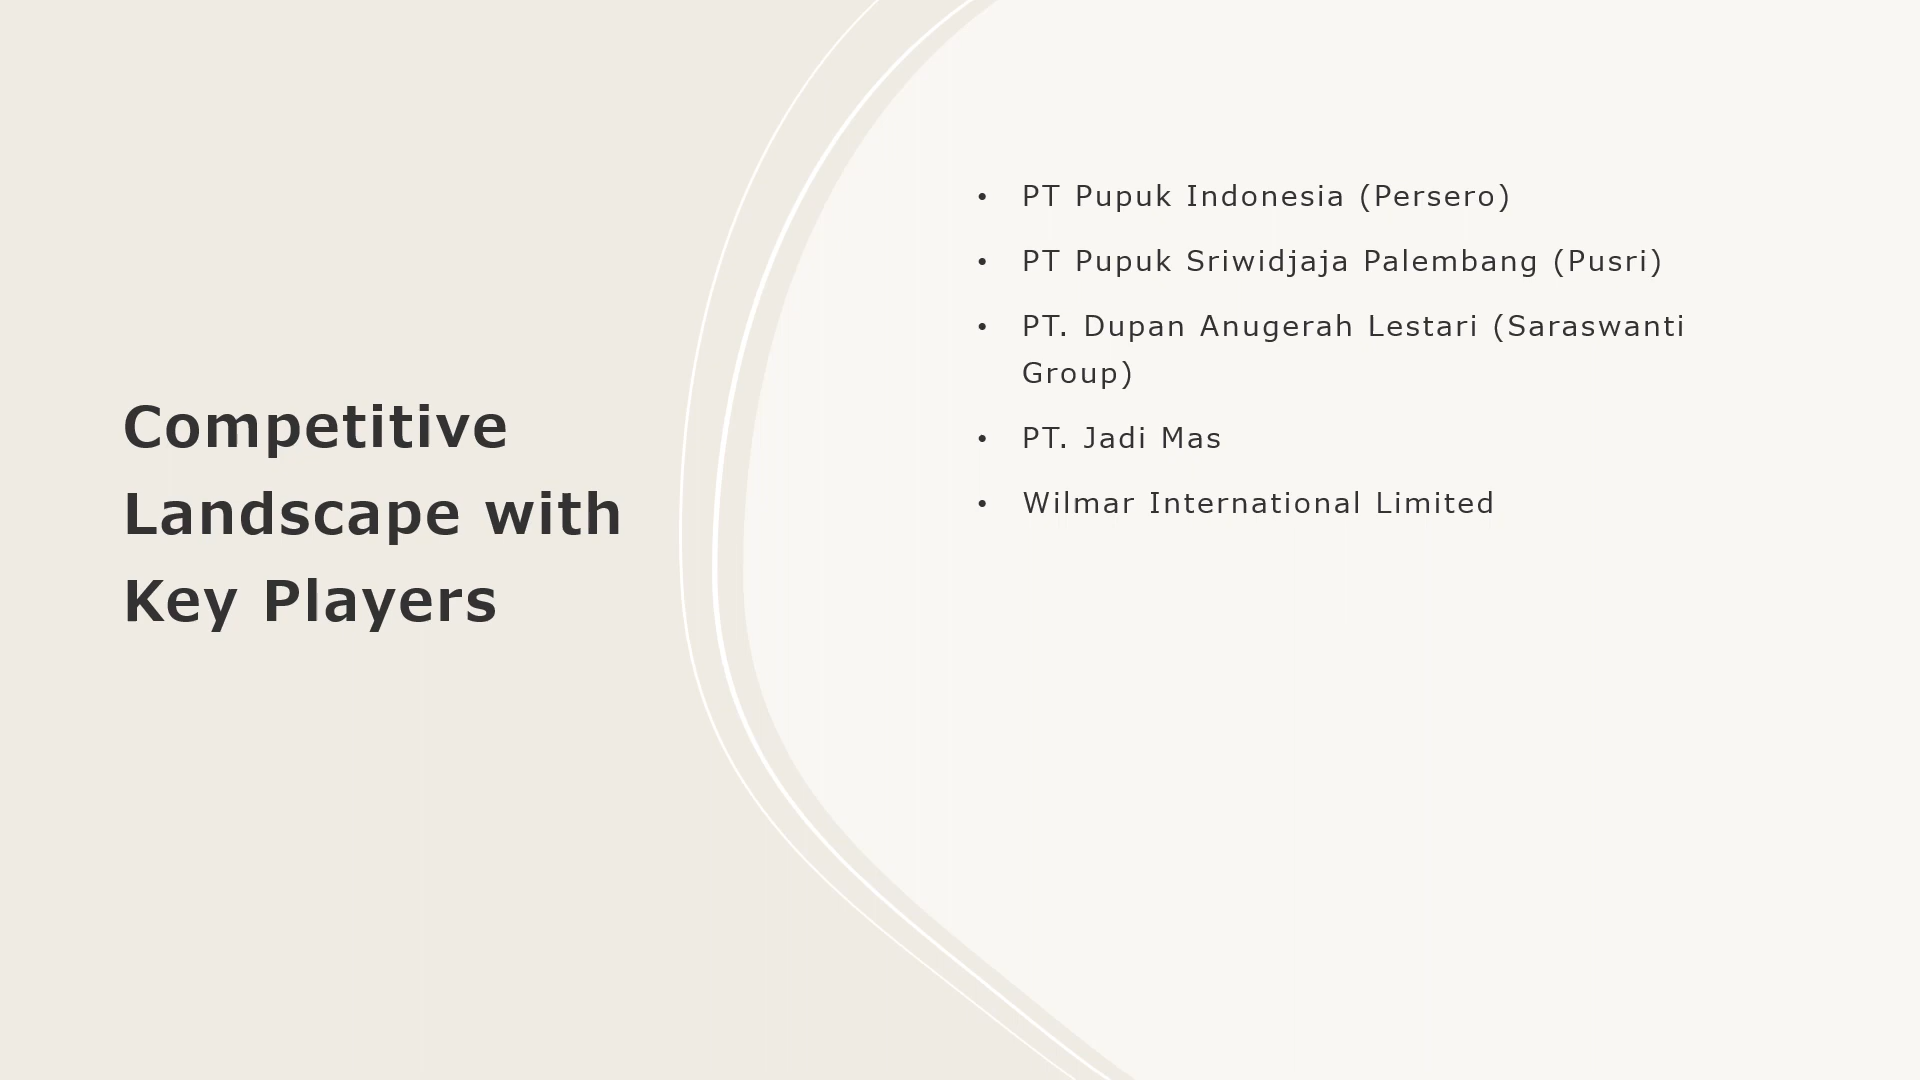 Competitive
Landscape with
Key Players
• PT Pupuk Indonesia (Persero)
• PT Pupuk Sriwidjaja Palembang (Pusri)
• PT. Dupan Anugerah Lestari (Saraswanti
Group)
• PT. Jadi Mas
• Wilmar International Limited